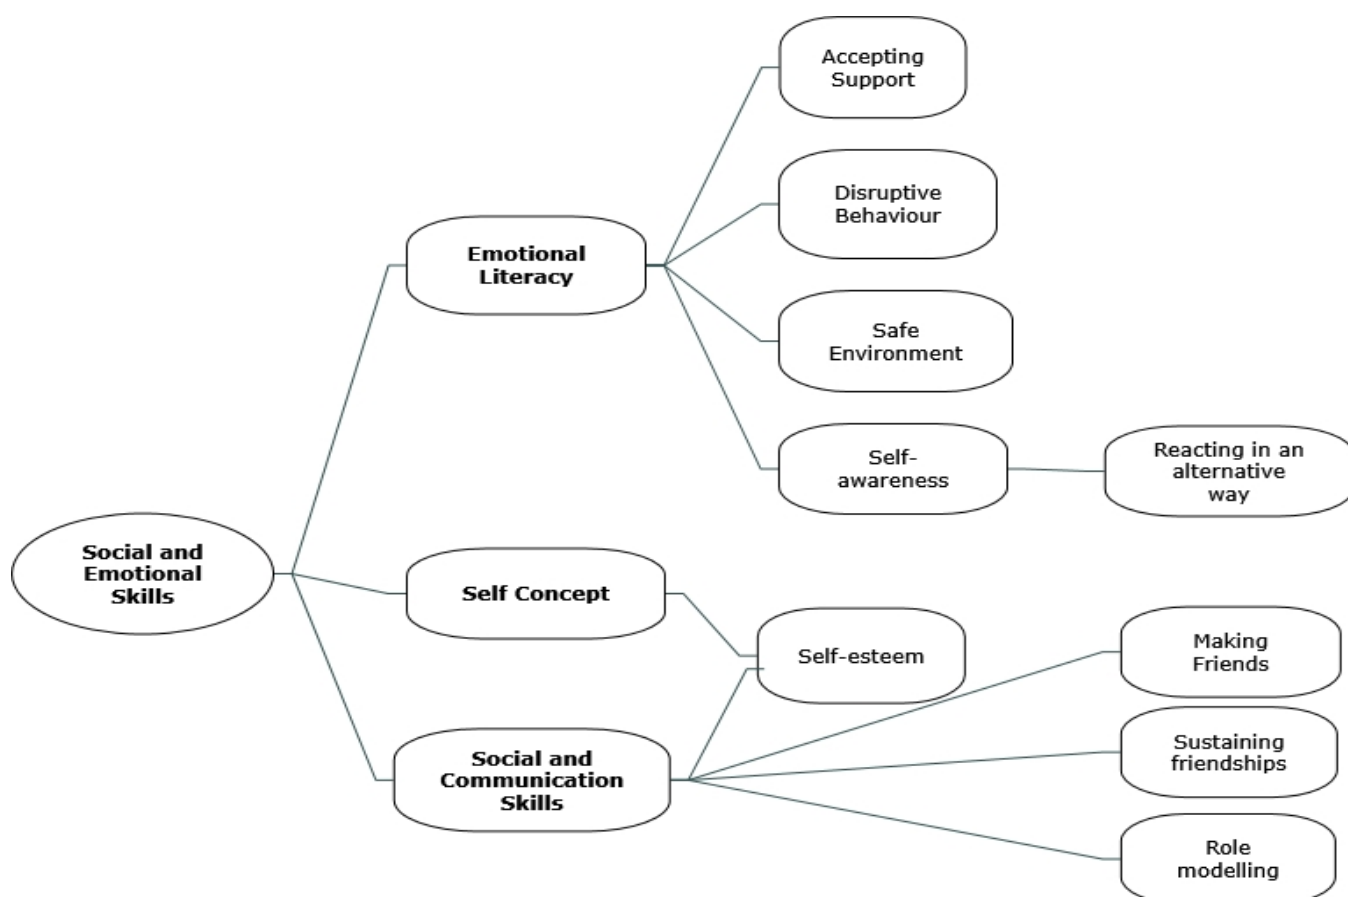 Accepting
Support
Disruptive
Behaviour
Emotional
Literacy
Safe
Environment
Self-
awareness
Reacting in an
alternative
way
Social and
Emotional
Skills
Self Concept
Self-esteem
Making
Friends
Social and
Communication
Skills
Sustaining
friendships
Role
modelling